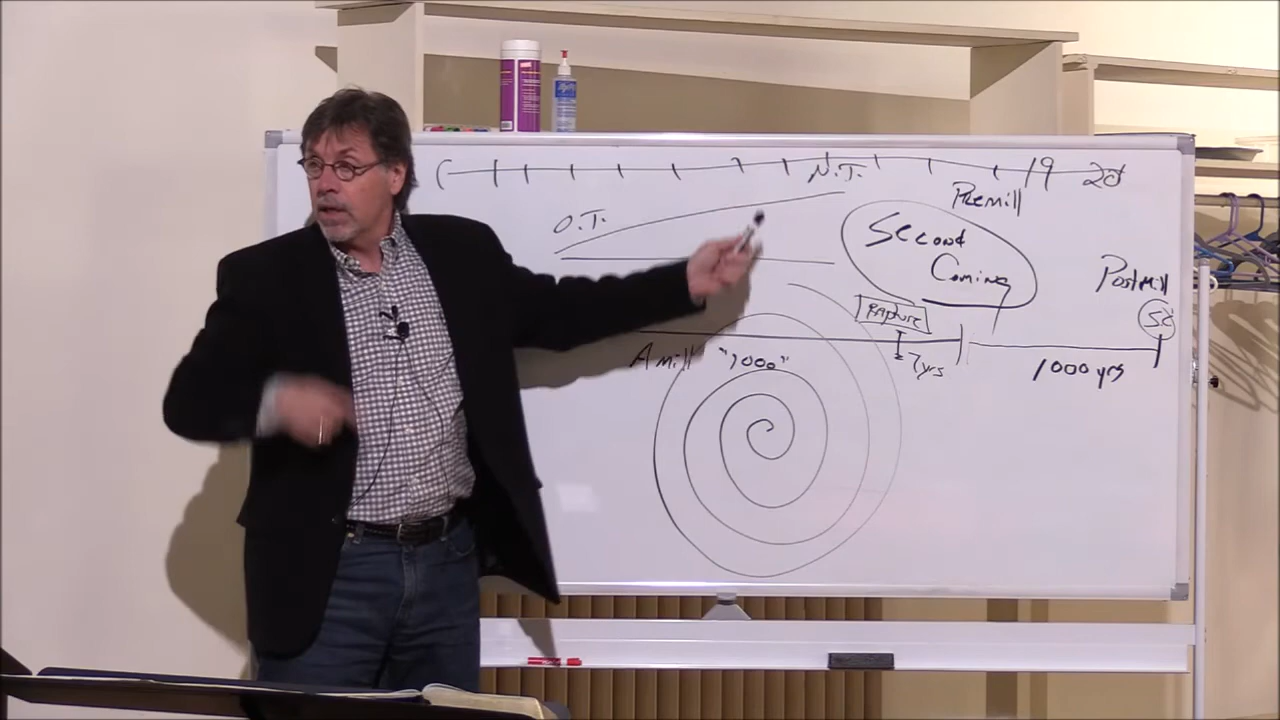 19 20
N.T.
Premill
O.T.
Second
Coming
Postmill
Rapture
SC
Amill "1000"
7yrs
1000 yrs